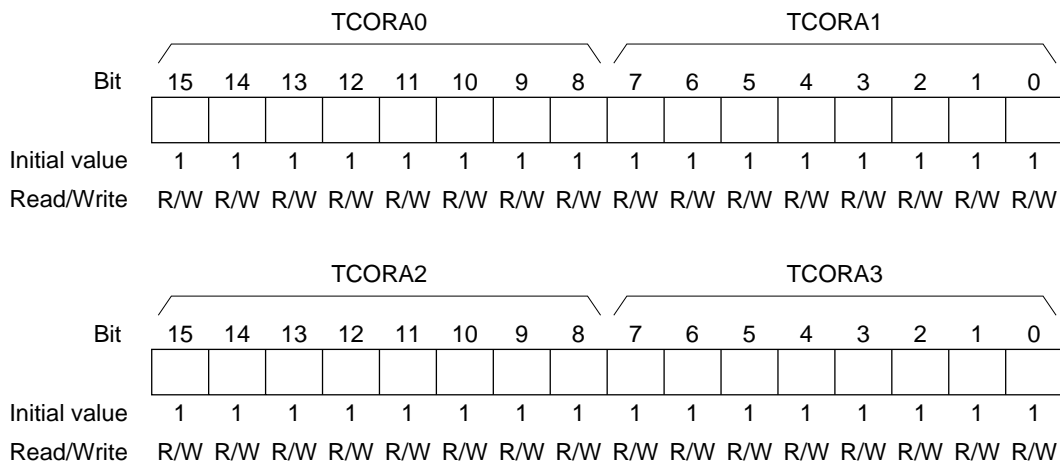 TCORA0 TCORA1
Bit 15 14 13 12 11 10 9 8 7 6 5 4 3 2 1 0
Initial value 1 1 1 1 1 1 1 1 1 1 1 1 1 1 1 1
Read/Write R/W R/W R/W R/W R/W R/W R/W R/W R/W R/W R/W R/W R/W R/W R/W R/W
TCORA2 TCORA3
Bit 15 14 13 12 11 10 9 8 7 6 5 4 3 2 1 0
Initial value 1 1 1 1 1 1 1 1 1 1 1 1 1 1 1 1
Read/Write R/W R/W R/W R/W R/W R/W R/W R/W R/W R/W R/W R/W R/W R/W R/W R/W